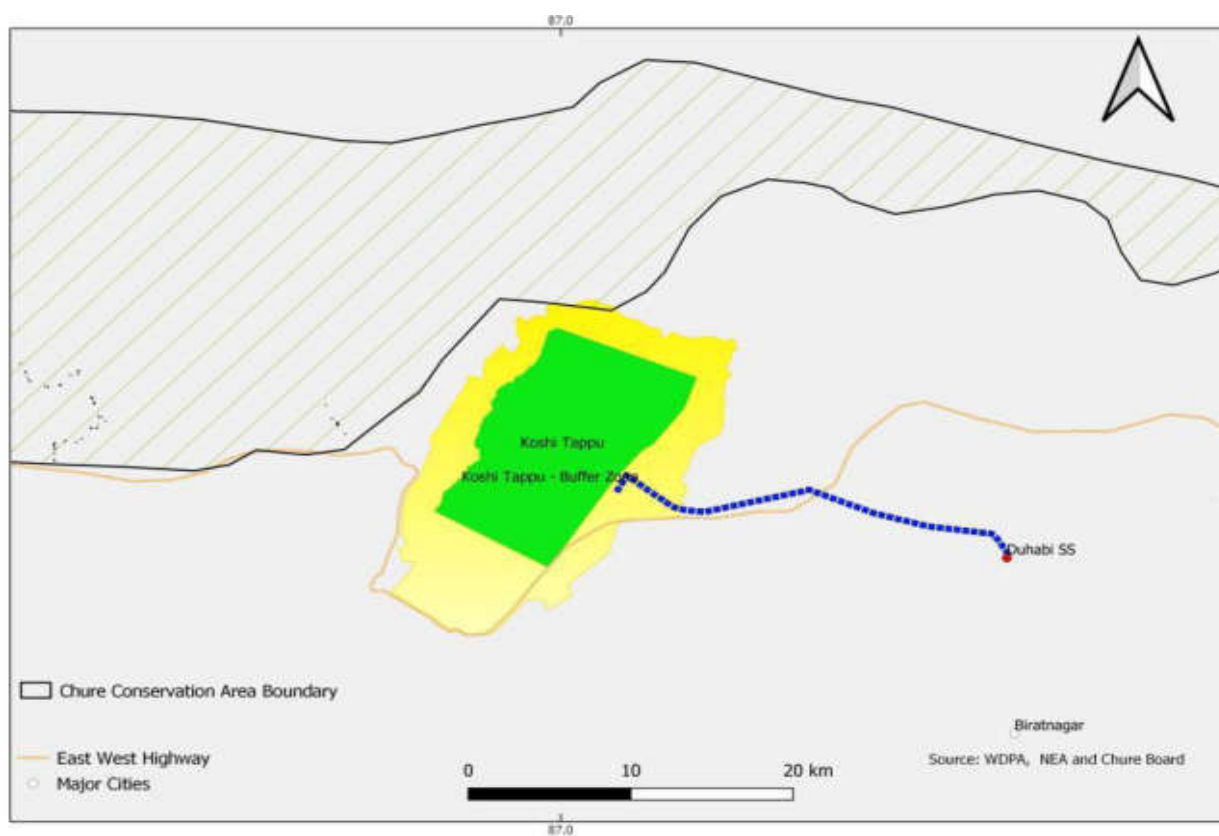 87.0
Koshi Tappu
Koshi Tappu - Buffer Zone
Duhabi SS
Chure Conservation Area Boundary
Biratnagar
East West Highway
Source: WDPA, NEA and Chure Board
Major Cities
0 10 20 km
87.0